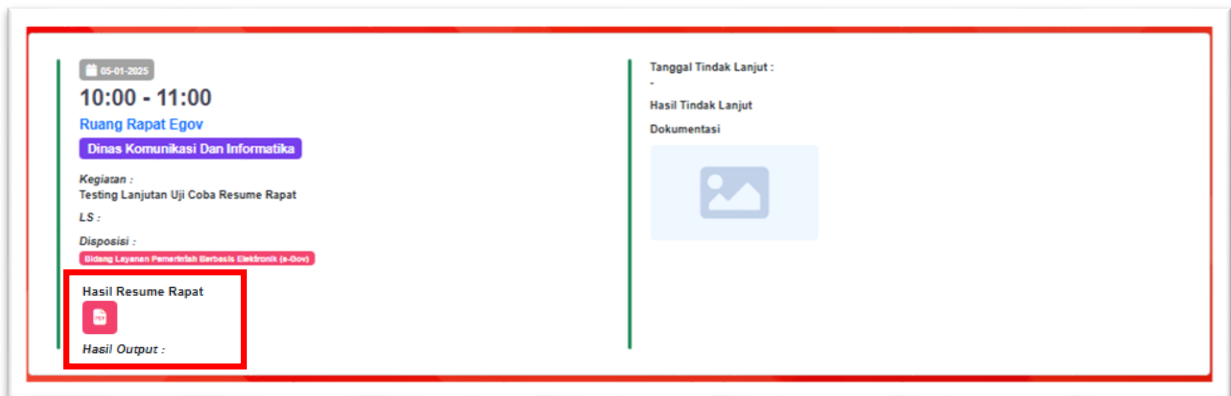 05-01-2025
10:00 - 11:00
Ruang Rapat Egov
Dinas Komunikasi Dan Informatika
Kegiatan :
Testing Lanjutan Uji Coba Resume Rapat
LS :
Disposisi :
Bidang Layanan Pemerintah Berbasis Elektronik (e-Gov)
Hasil Resume Rapat
PDF
Hasil Output :
Tanggal Tindak Lanjut :
-
Hasil Tindak Lanjut
Dokumentasi